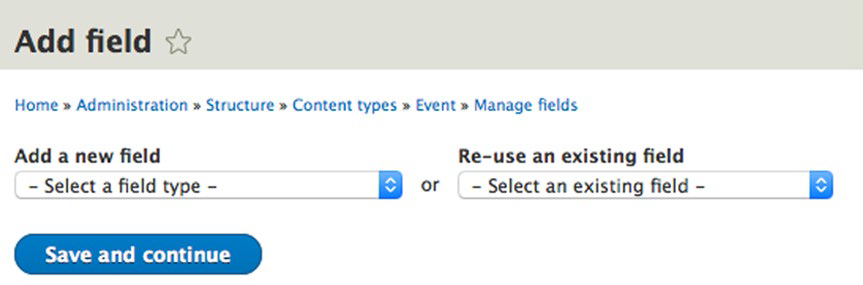 Add field
Home » Administration » Structure » Content types » Event » Manage fields
Add a new field
Re-use an existing field
– Select a field type –
or
– Select an existing field –
Save and continue